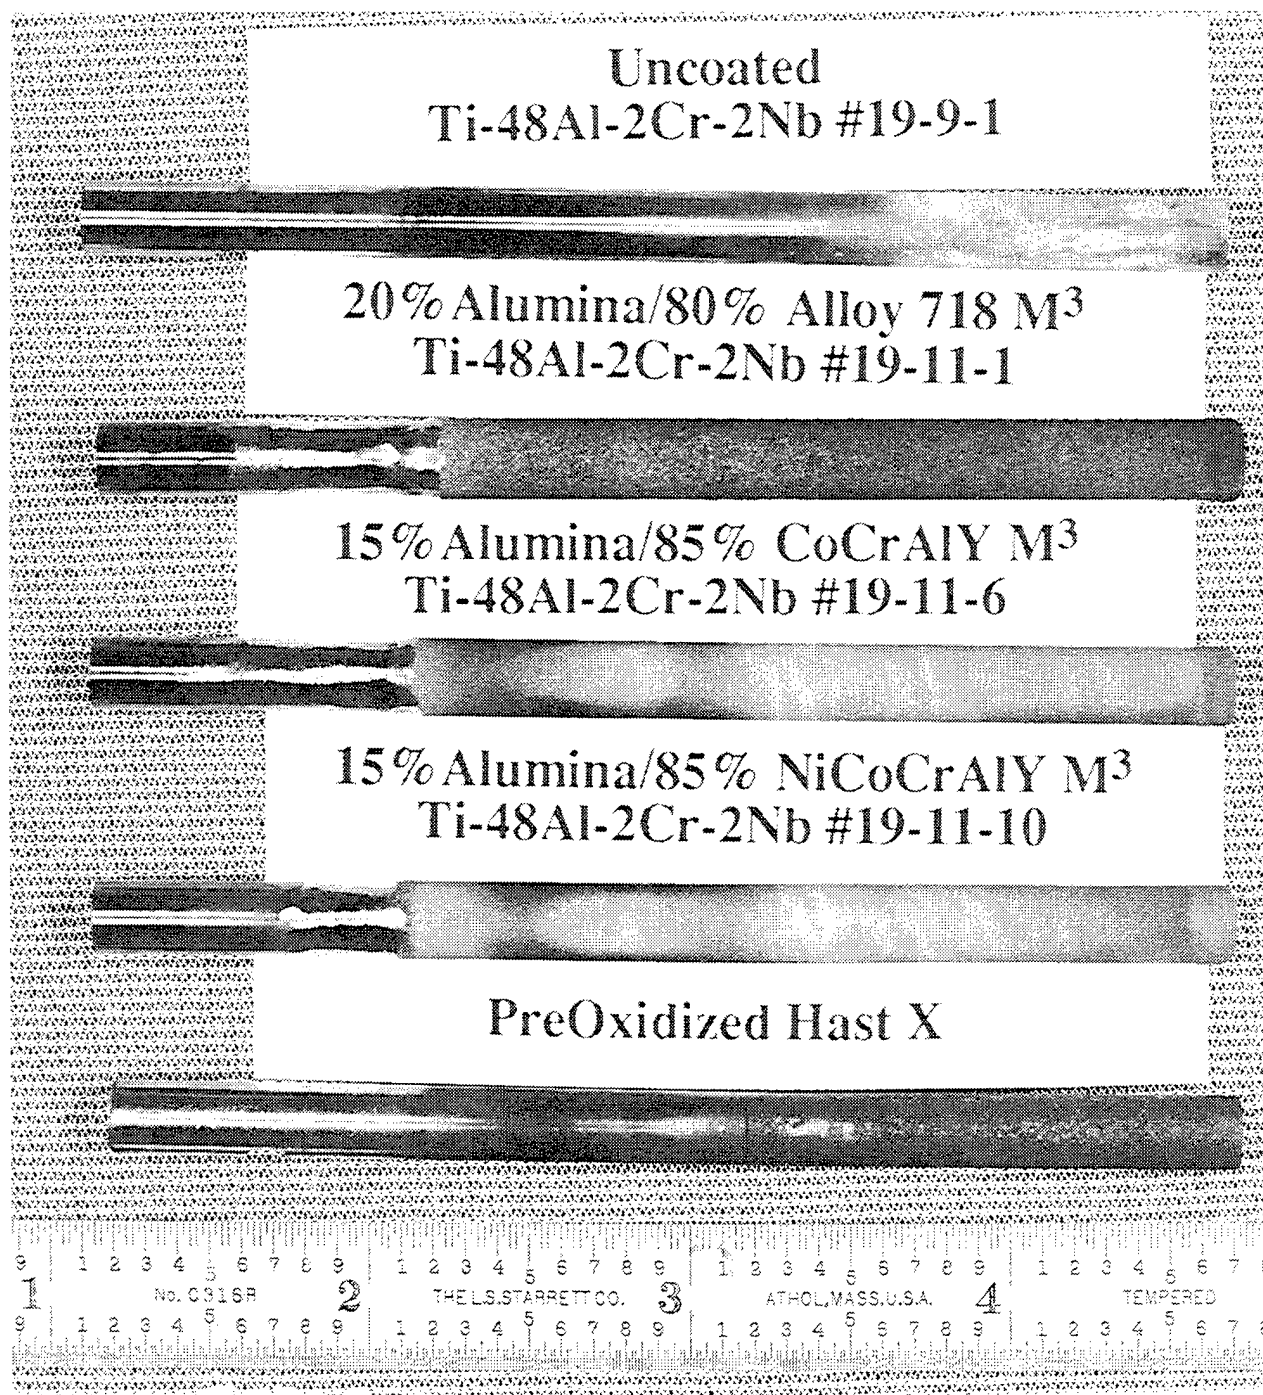 Uncoated
Ti-48Al-2Cr-2Nb #19-9-1
20% Alumina/80% Alloy 718 M³
Ti-48Al-2Cr-2Nb #19-11-1
15% Alumina/85% CoCrAlY M³
Ti-48Al-2Cr-2Nb #19-11-6
15% Alumina/85% NiCoCrAlY M³
Ti-48Al-2Cr-2Nb #19-11-10
PreOxidized Hast X
9 1 2 3 4 5 6 7 8 9 1 2 3 4 5 6 7 8 9 1 2 3 4 5 6 7 8 9 1 2 3 4 5 6 7
1 No. C316R 2 THE L.S. STARRETT CO. 3 ATHOL, MASS. U.S.A. 4 TEMPERED
9 1 2 3 4 5 6 7 8 9 1 2 3 4 5 6 7 8 9 1 2 3 4 5 6 7 8 9 1 2 3 4 5 6 7